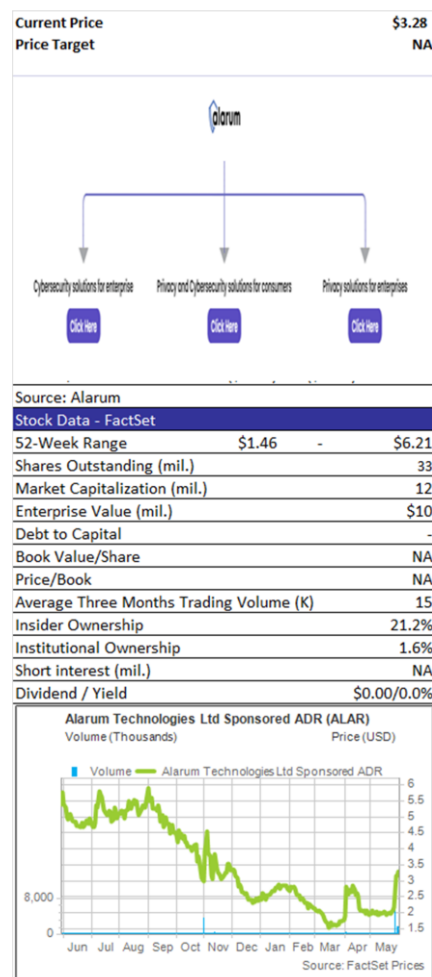 Current Price $3.28
Price Target NA
alarum
Cybersecurity solutions for enterprise Privacy and Cybersecurity solutions for consumers Privacy solutions for enterprises
Click Here Click Here Click Here
Source: Alarum
Stock Data - FactSet
52-Week Range $1.46 - $6.21
Shares Outstanding (mil.) 33
Market Capitalization (mil.) 12
Enterprise Value (mil.) $10
Debt to Capital -
Book Value/Share NA
Price/Book NA
Average Three Months Trading Volume (K) 15
Insider Ownership 21.2%
Institutional Ownership 1.6%
Short interest (mil.) NA
Dividend / Yield $0.00/0.0%
Alarum Technologies Ltd Sponsored ADR (ALAR)
Volume (Thousands) Price (USD)
Volume Alarum Technologies Ltd Sponsored ADR
6
5.5
5
4.5
4
3.5
3
2.5
8,000 2
0 1.5
Jun Jul Aug Sep Oct Nov Dec Jan Feb Mar Apr May
Source: FactSet Prices